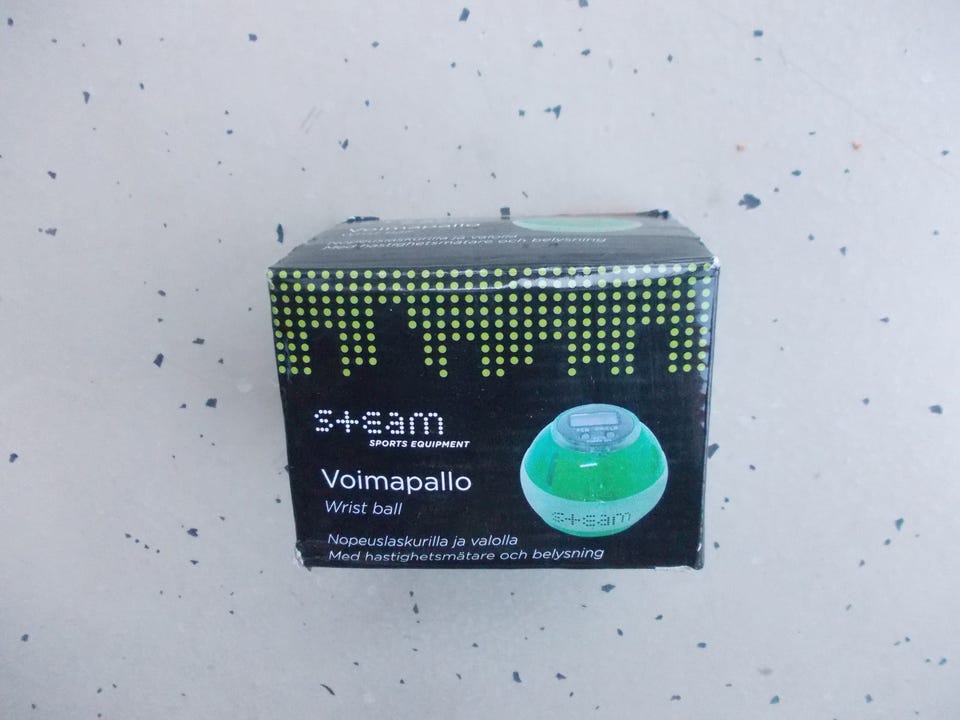 Voimapallo
Nopeuslaskurilla ja valolla
Med hastighetsmätare och belysning
steam
SPORTS EQUIPMENT
Voimapallo
Wrist ball
steam
Nopeuslaskurilla ja valolla
Med hastighetsmätare och belysning